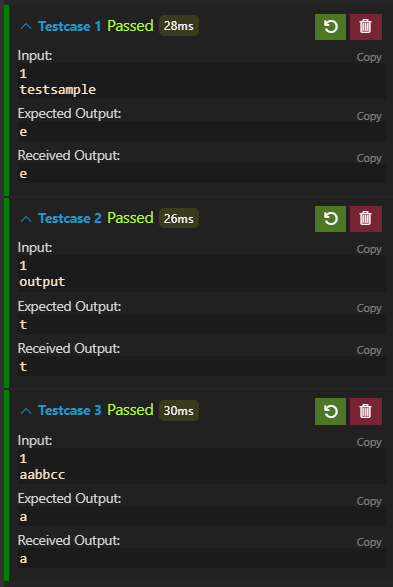 Testcase 1 Passed 28ms
Input:
Copy
1
testsample
Expected Output:
Copy
e
Received Output:
Copy
e
Testcase 2 Passed 26ms
Input:
Copy
1
output
Expected Output:
Copy
t
Received Output:
Copy
t
Testcase 3 Passed 30ms
Input:
Copy
1
aabbcc
Expected Output:
Copy
a
Received Output:
Copy
a